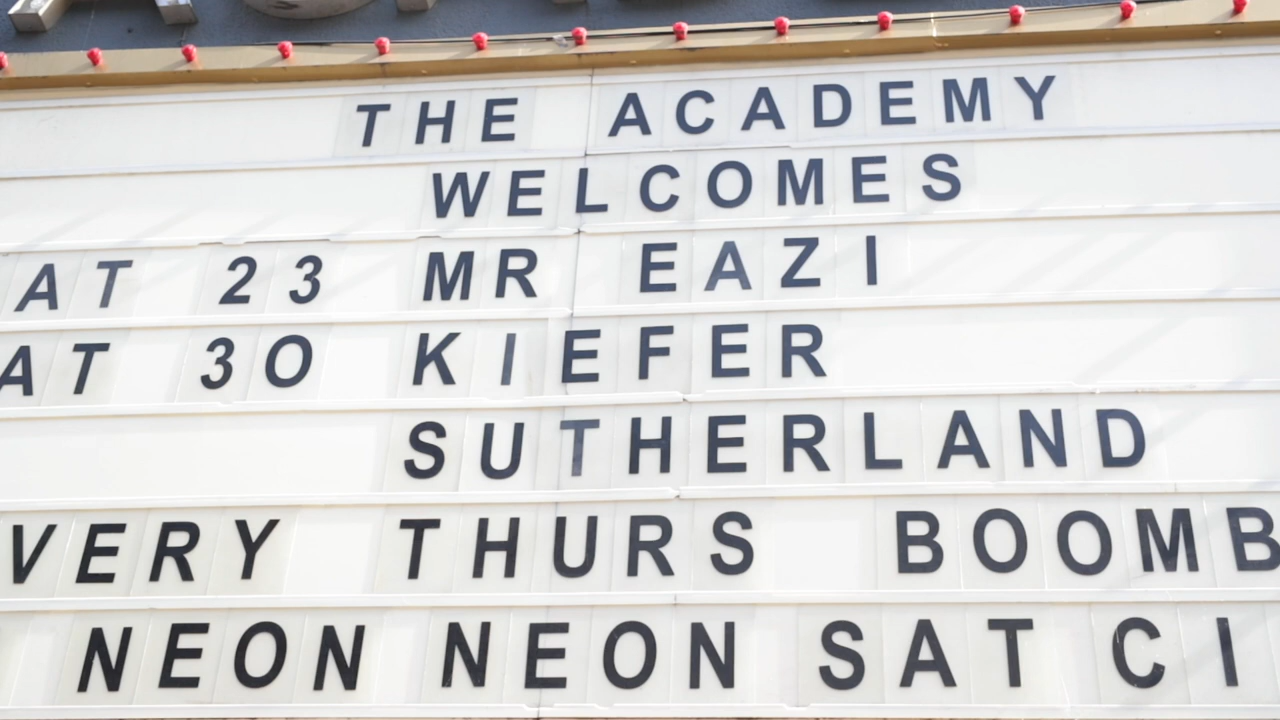 THE ACADEMY
WELCOMES
AT 23 MR EAZI
AT 30 KIEFER
SUTHERLAND
VERY THURS BOOMB
NEON NEON SAT CI